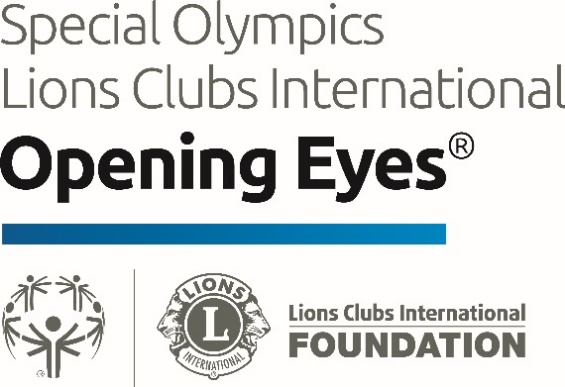 Special Olympics
Lions Clubs International
Opening Eyes®
LIONS
L
INTERNATIONAL
Lions Clubs International
FOUNDATION